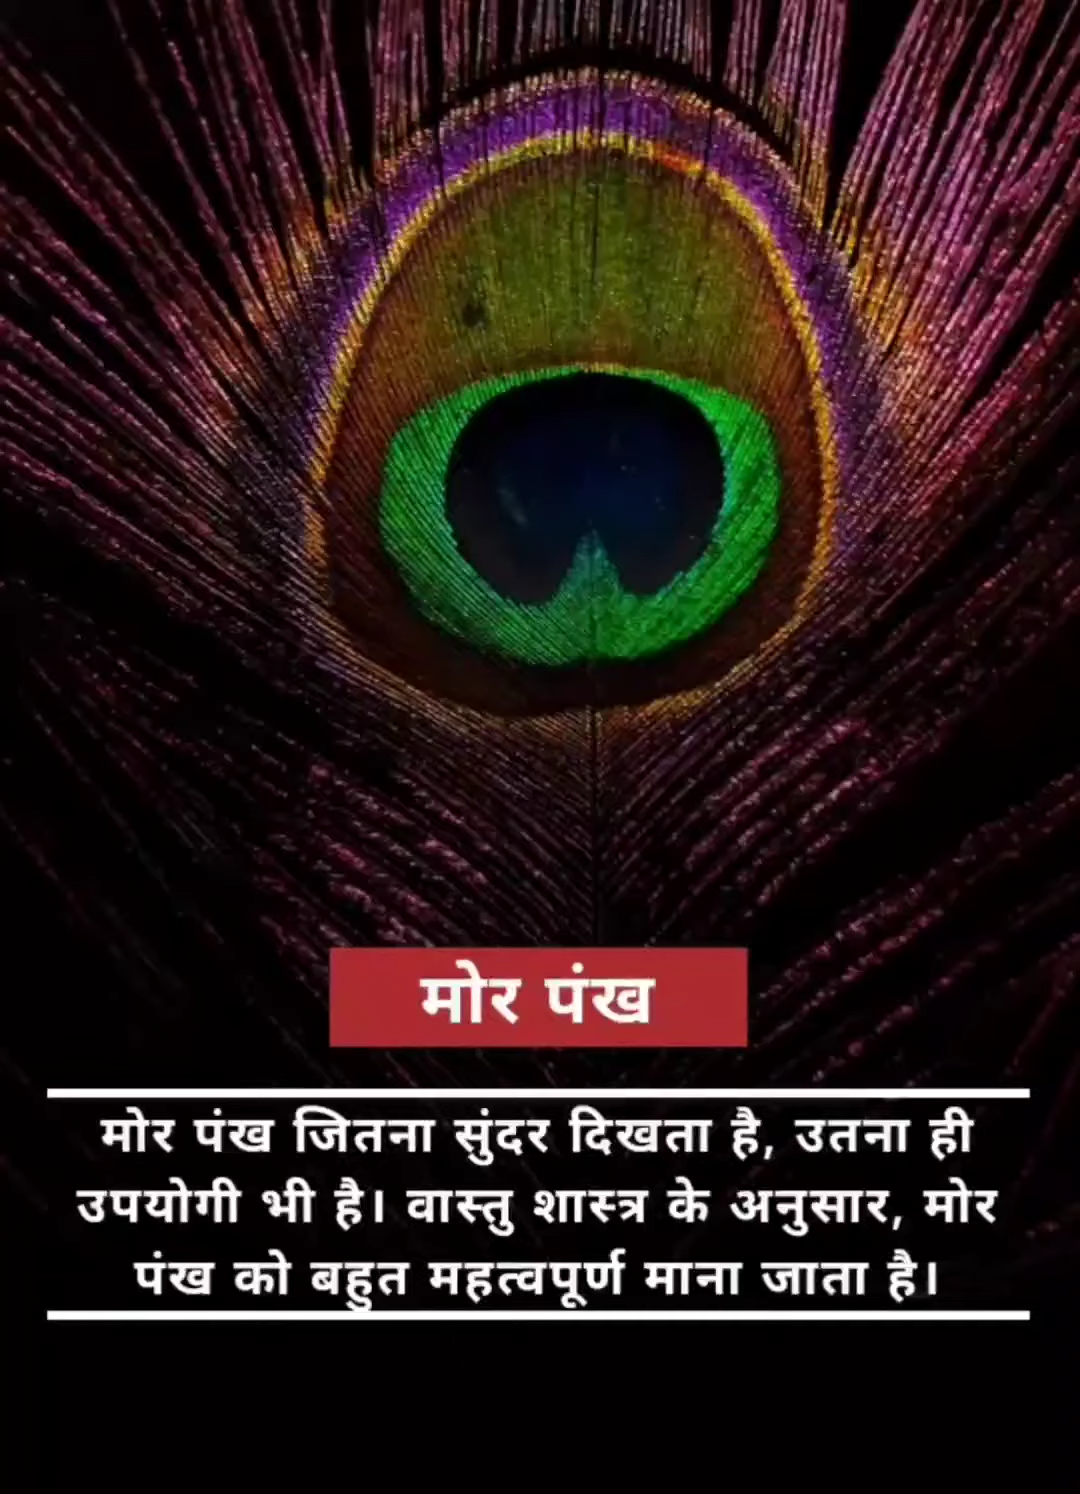 मोर पंख
मोर पंख जितना सुंदर दिखता है, उतना ही
उपयोगी भी है। वास्तु शास्त्र के अनुसार, मोर
पंख को बहुत महत्वपूर्ण माना जाता है।